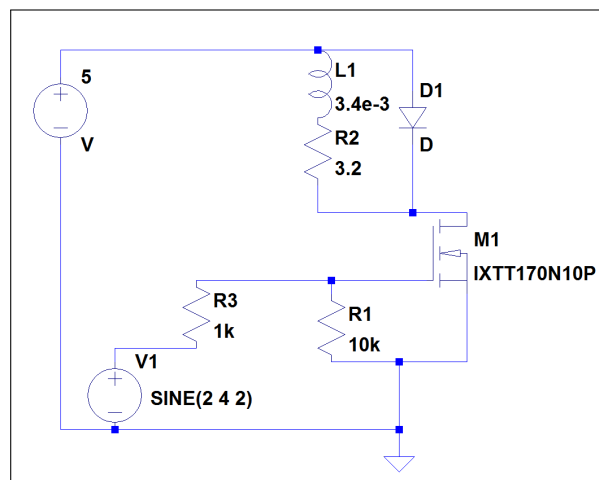 5
V
L1
3.4e-3
R2
3.2
D1
D
M1
IXTT170N10P
R3
1k
R1
10k
V1
SINE(2 4 2)